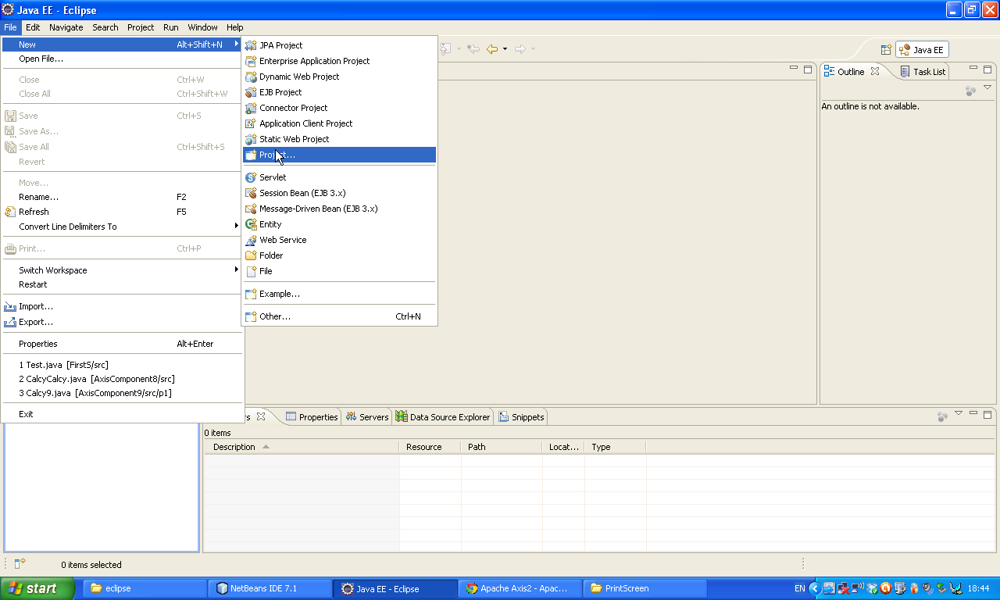 Java EE - Eclipse
File Edit Navigate Search Project Run Window Help
New Alt+Shift+N
Open File...
Close Ctrl+W
Close All Ctrl+Shift+W
Save Ctrl+S
Save As...
Save All Ctrl+Shift+S
Revert
Move...
Rename... F2
Refresh F5
Convert Line Delimiters To
Print... Ctrl+P
Switch Workspace
Restart
Import...
Export...
Properties Alt+Enter
1 Test.java [FirstS/src]
2 CalcyCalcy.java [AxisComponent8/src]
3 Calcy9.java [AxisComponent9/src/p1]
Exit
JPA Project
Enterprise Application Project
Dynamic Web Project
EJB Project
Connector Project
Application Client Project
Static Web Project
Project...
Servlet
Session Bean (EJB 3.x)
Message-Driven Bean (EJB 3.x)
Entity
Web Service
Folder
File
Example...
Other... Ctrl+N
Java EE
Outline Task List
An outline is not available.
Properties Servers Data Source Explorer Snippets
0 items
Description Resource Path Locat... Type
0 items selected
start eclipse NetBeans IDE 7.1 Java EE - Eclipse Apache Axis2 - Apac... PrintScreen EN 18:44